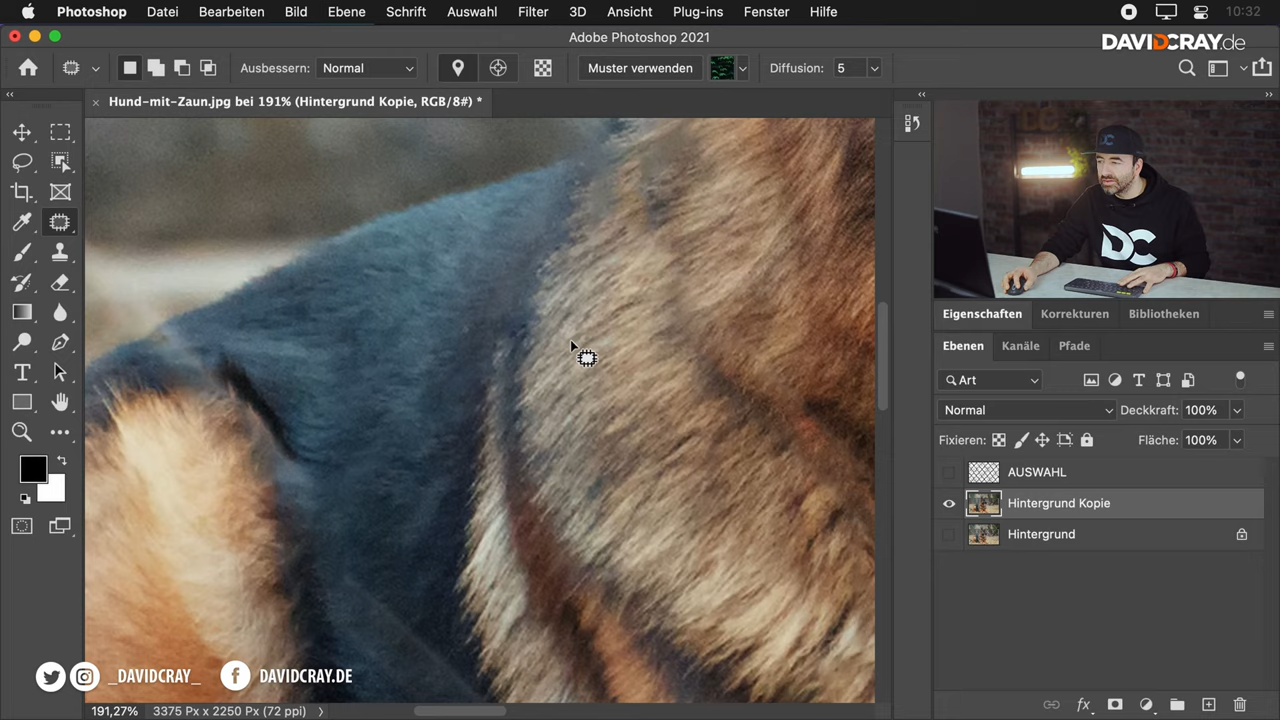 Photoshop Datei Bearbeiten Bild Ebene Schrift Auswahl Filter 3D Ansicht Plug-ins Fenster Hilfe 10:32
Adobe Photoshop 2021
DAVIDCRAY.de
Ausbessern: Normal Muster verwenden Diffusion: 5
Hund-mit-Zaun.jpg bei 191% (Hintergrund Kopie, RGB/8#) *
DC
Eigenschaften Korrekturen Bibliotheken
Ebenen Kanäle Pfade
Art
Normal Deckkraft: 100%
Fixieren: Fläche: 100%
AUSWAHL
Hintergrund Kopie
Hintergrund
_DAVIDCRAY_ DAVIDCRAY.DE
191,27% 3375 Px x 2250 Px (72 ppi)
fx